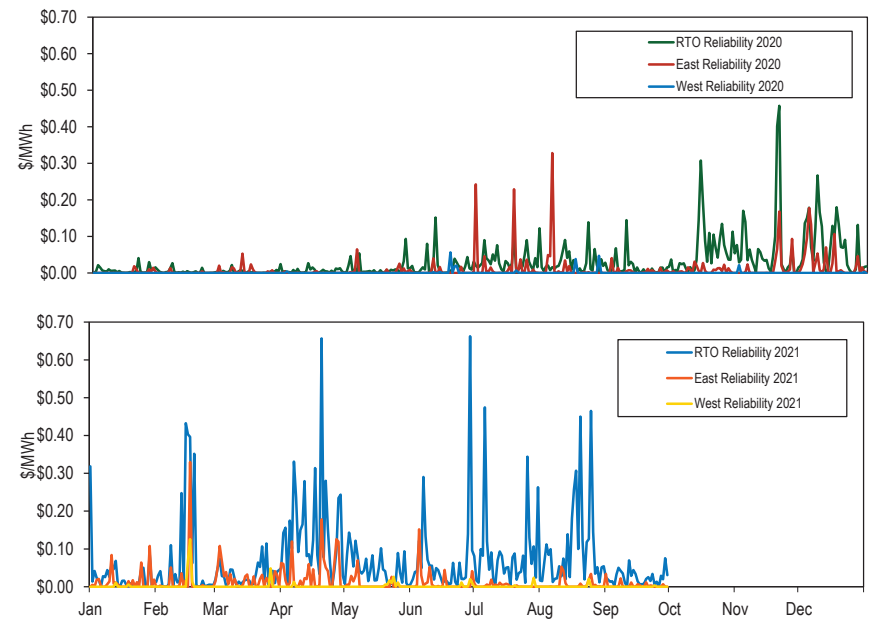 $0.70
$0.60
$0.50
$0.40
$0.30
$0.20
$0.10
$0.00
$/MWh
RTO Reliability 2020
East Reliability 2020
West Reliability 2020
$0.70
$0.60
$0.50
$0.40
$0.30
$0.20
$0.10
$0.00
$/MWh
RTO Reliability 2021
East Reliability 2021
West Reliability 2021
Jan Feb Mar Apr May Jun Jul Aug Sep Oct Nov Dec